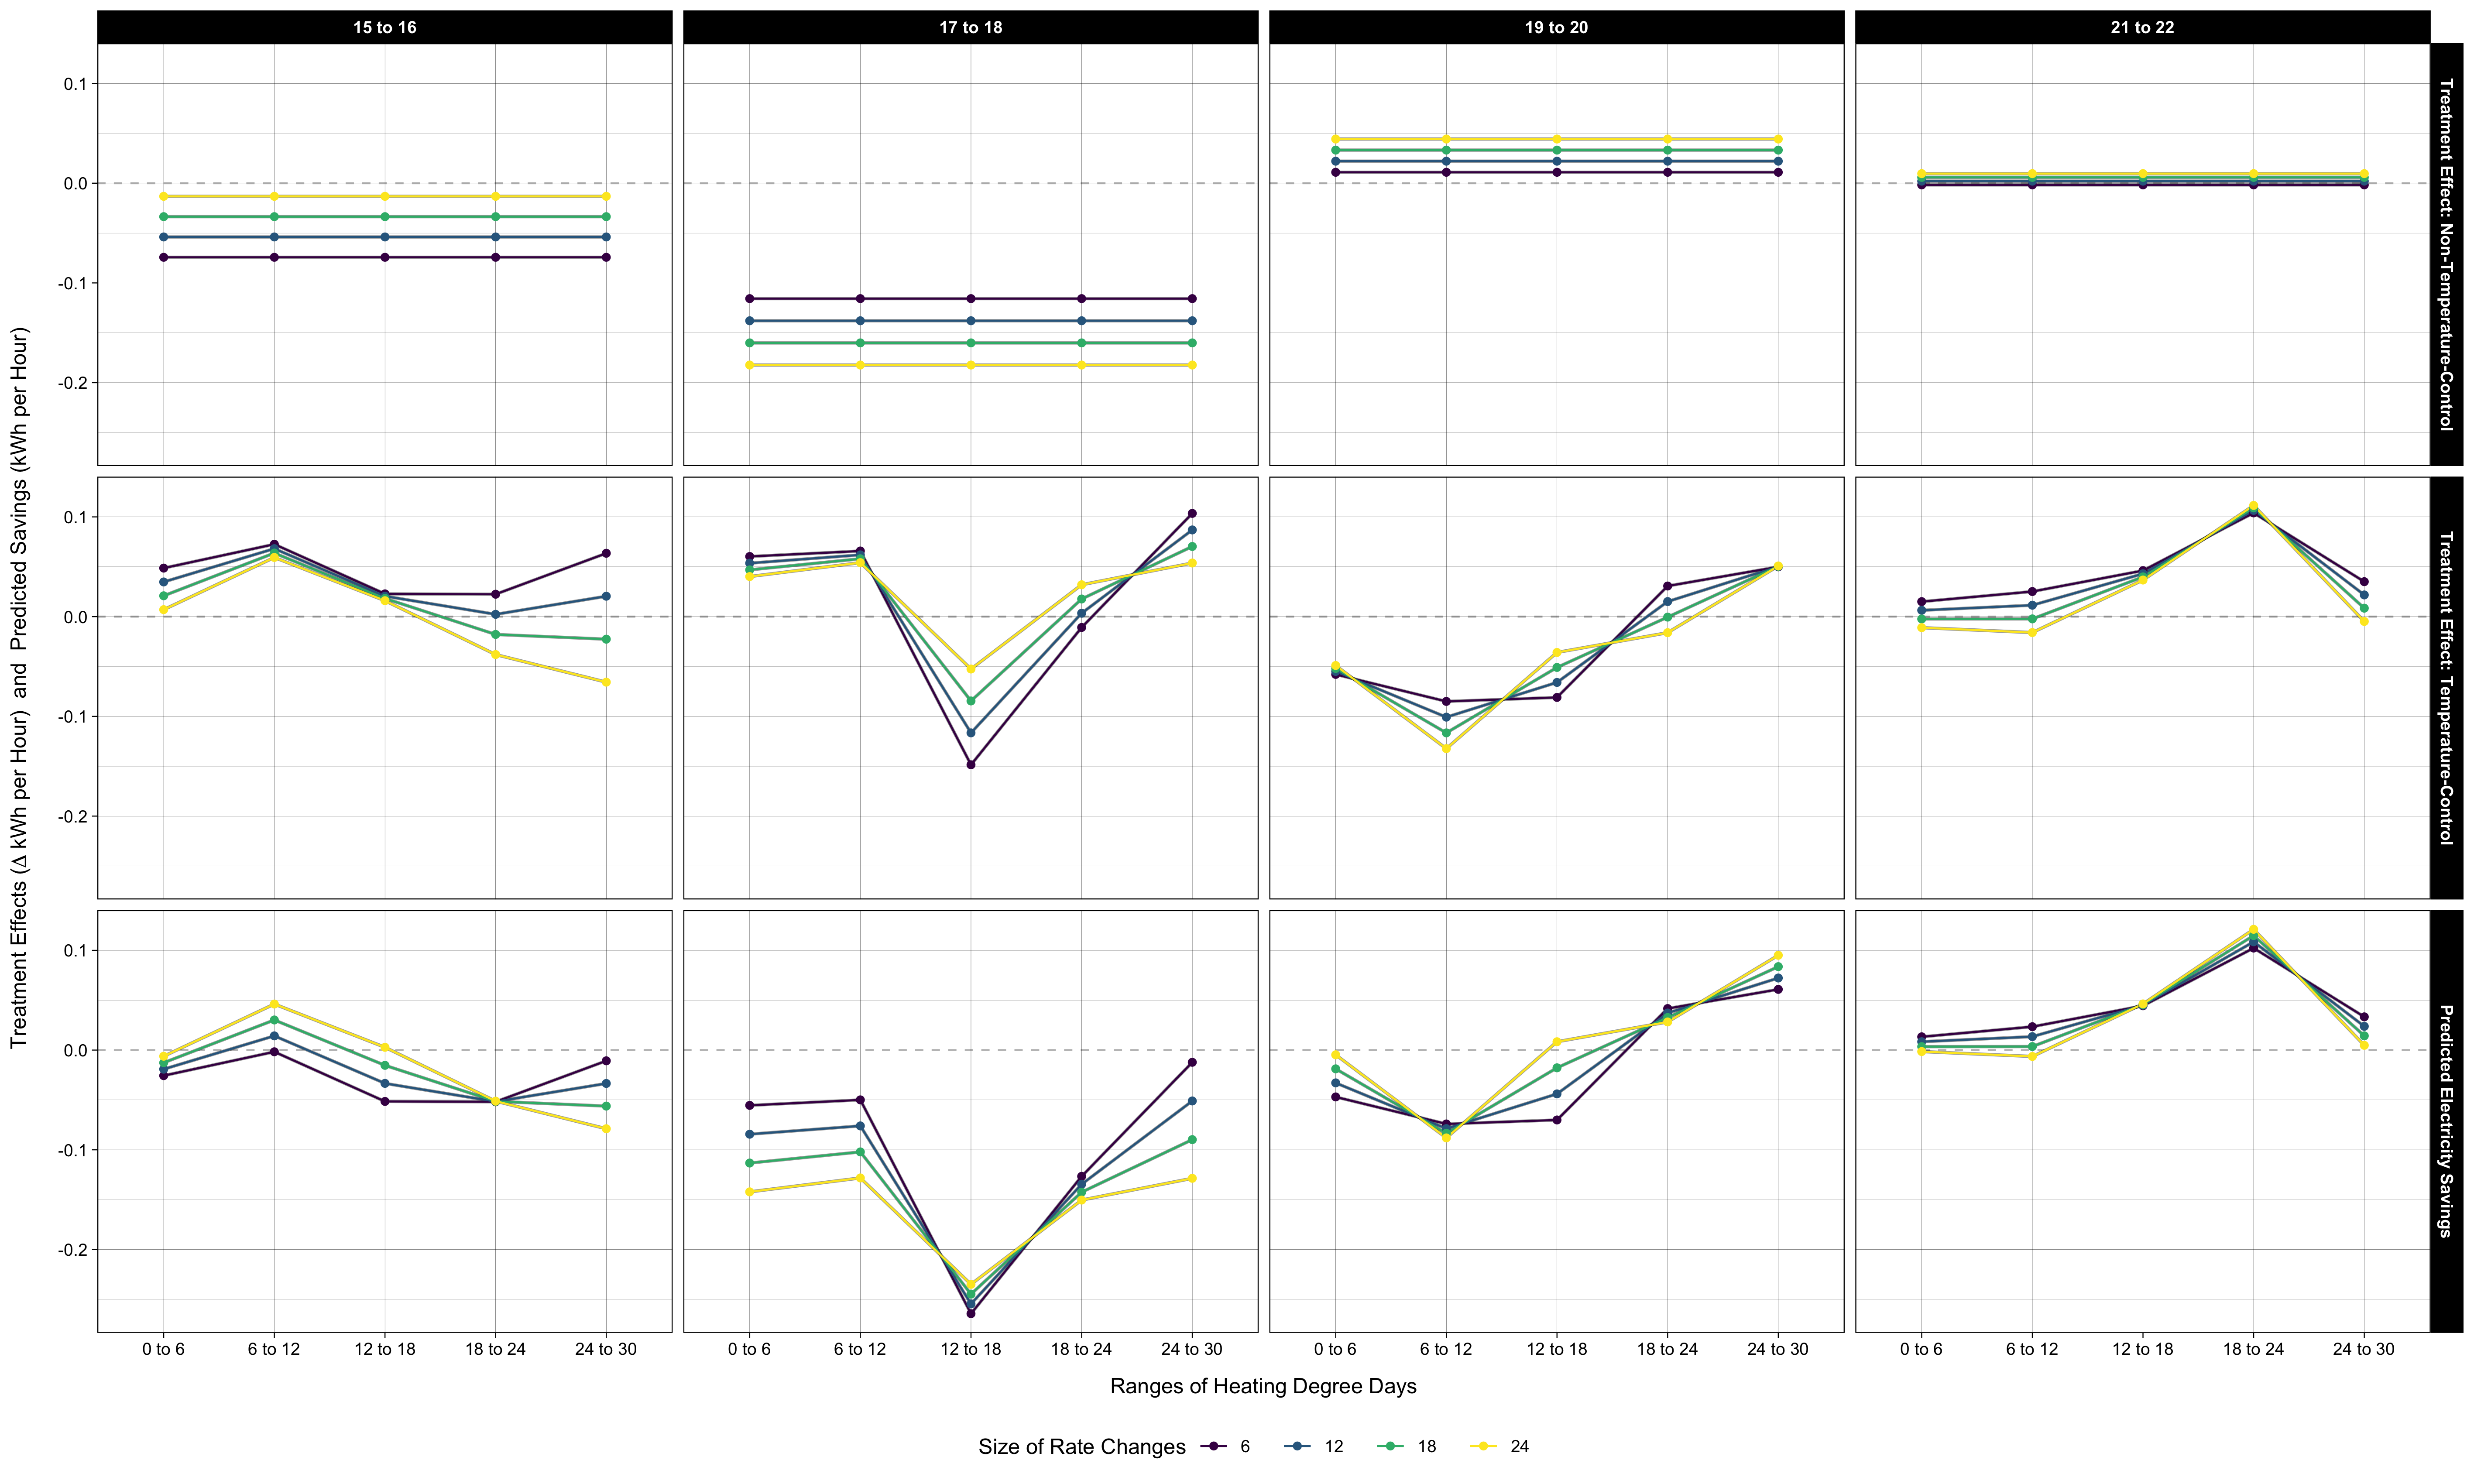 15 to 16 17 to 18 19 to 20 21 to 22
Treatment Effects (Δ kWh per Hour) and Predicted Savings (kWh per Hour)
0.1
0.0
-0.1
-0.2
Treatment Effect: Non-Temperature-Control
0.1
0.0
-0.1
-0.2
Treatment Effect: Temperature-Control
0.1
0.0
-0.1
-0.2
Predicted Electricity Savings
0 to 6 6 to 12 12 to 18 18 to 24 24 to 30 0 to 6 6 to 12 12 to 18 18 to 24 24 to 30 0 to 6 6 to 12 12 to 18 18 to 24 24 to 30 0 to 6 6 to 12 12 to 18 18 to 24 24 to 30
Ranges of Heating Degree Days
Size of Rate Changes 6 12 18 24